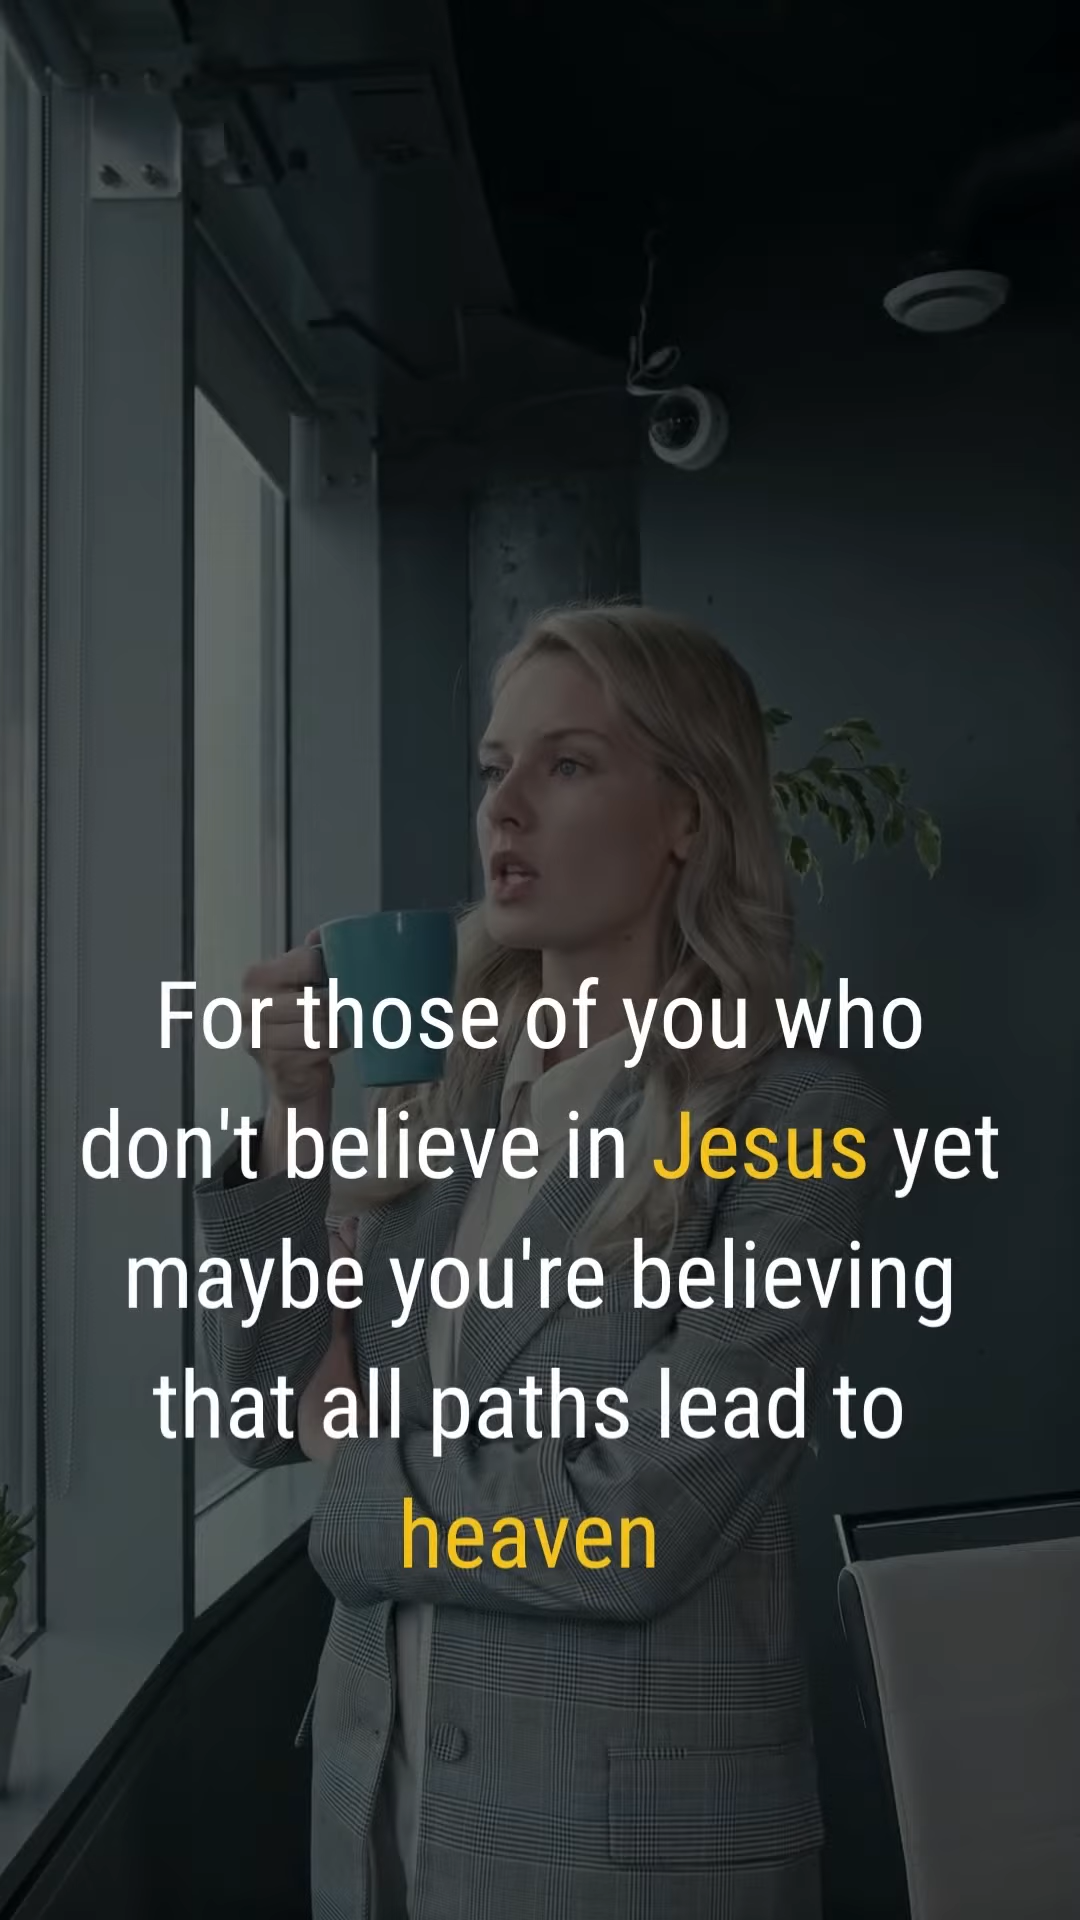 For those of you who
don't believe in Jesus yet
maybe you're believing
that all paths lead to
heaven